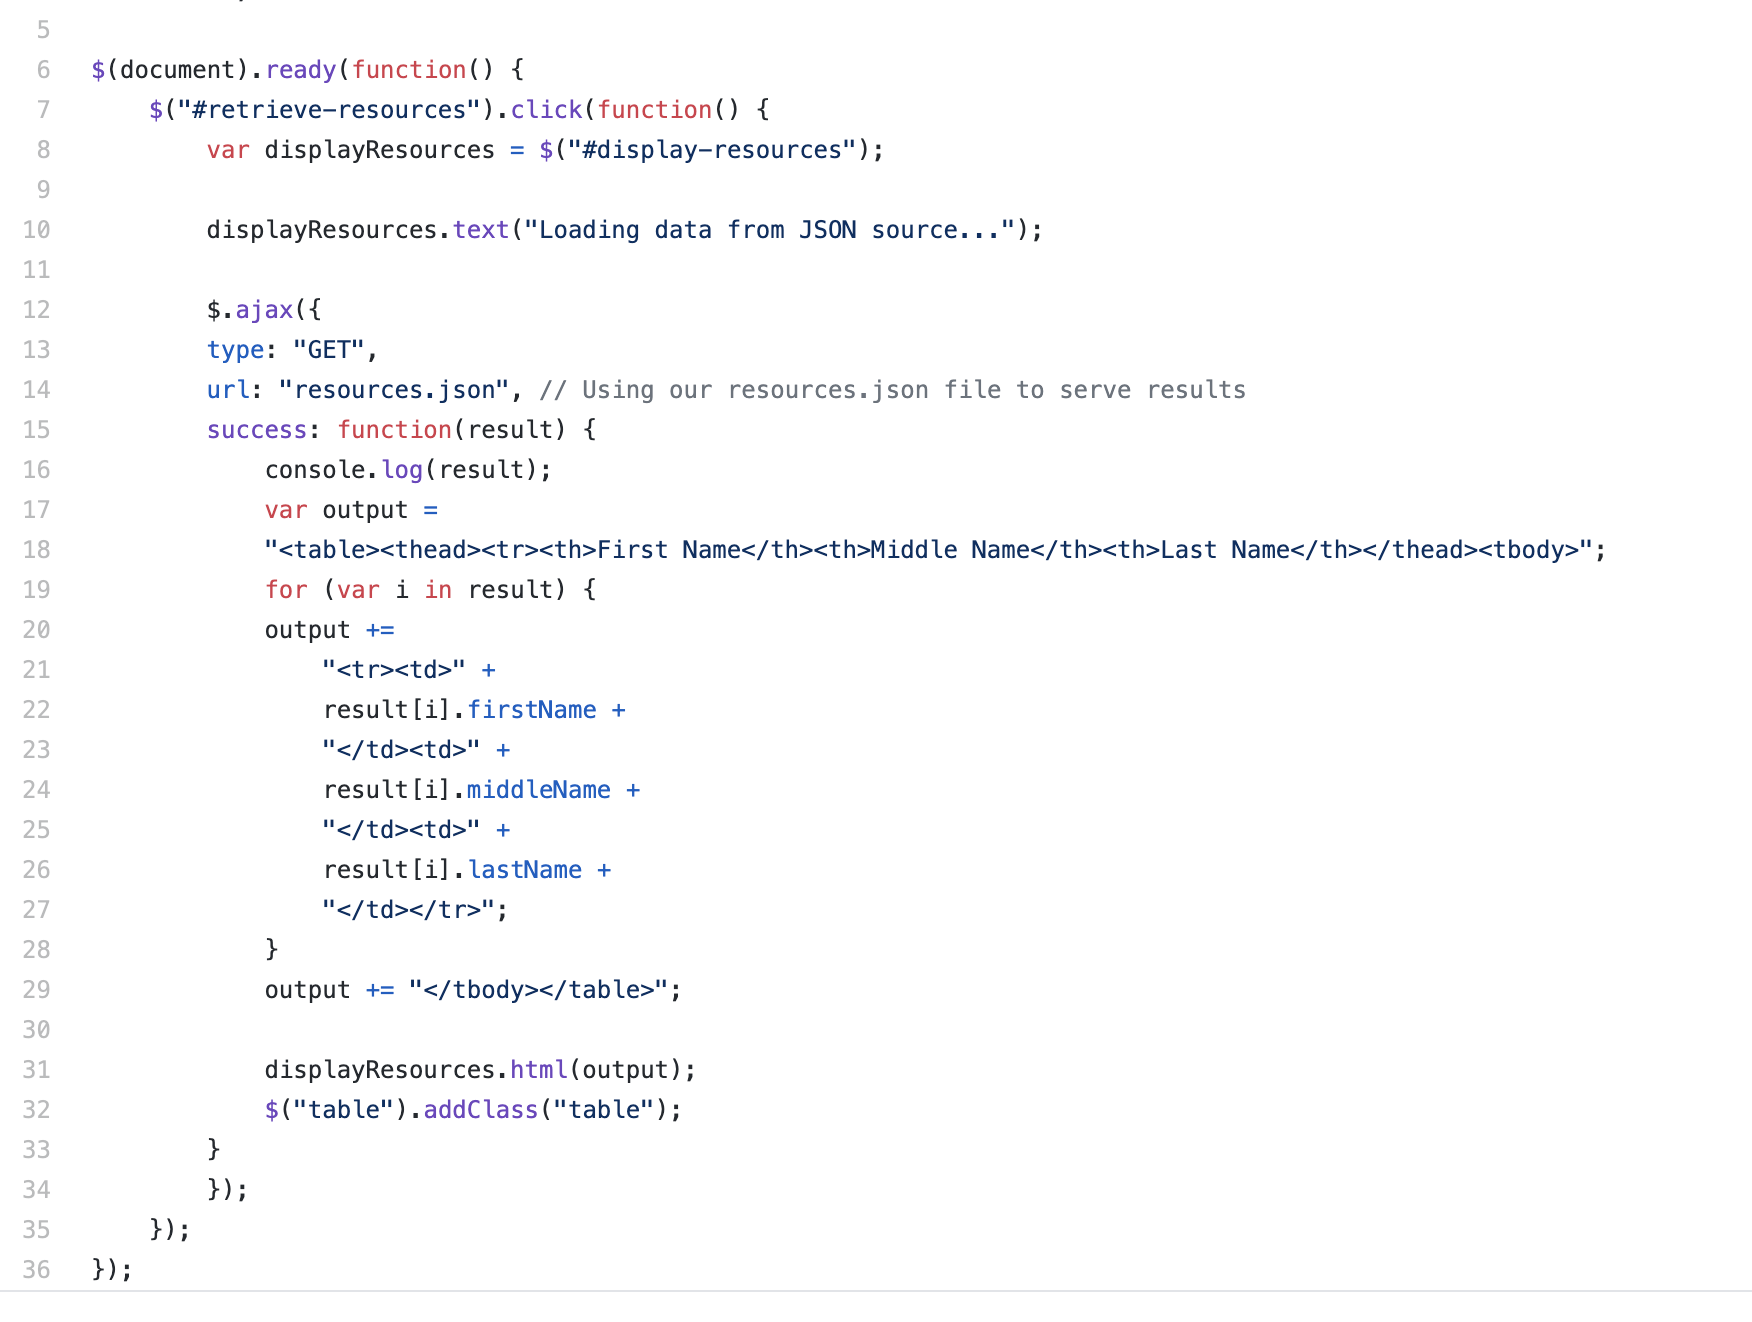 5
6 $(document).ready(function() {
7     $("#retrieve-resources").click(function() {
8         var displayResources = $("#display-resources");
9
10         displayResources.text("Loading data from JSON source...");
11
12         $.ajax({
13         type: "GET",
14         url: "resources.json", // Using our resources.json file to serve results
15         success: function(result) {
16             console.log(result);
17             var output =
18             "<table><thead><tr><th>First Name</th><th>Middle Name</th><th>Last Name</th></thead><tbody>";
19             for (var i in result) {
20             output +=
21                 "<tr><td>" +
22                 result[i].firstName +
23                 "</td><td>" +
24                 result[i].middleName +
25                 "</td><td>" +
26                 result[i].lastName +
27                 "</td></tr>";
28             }
29             output += "</tbody></table>";
30
31             displayResources.html(output);
32             $("table").addClass("table");
33         }
34         });
35     });
36 });